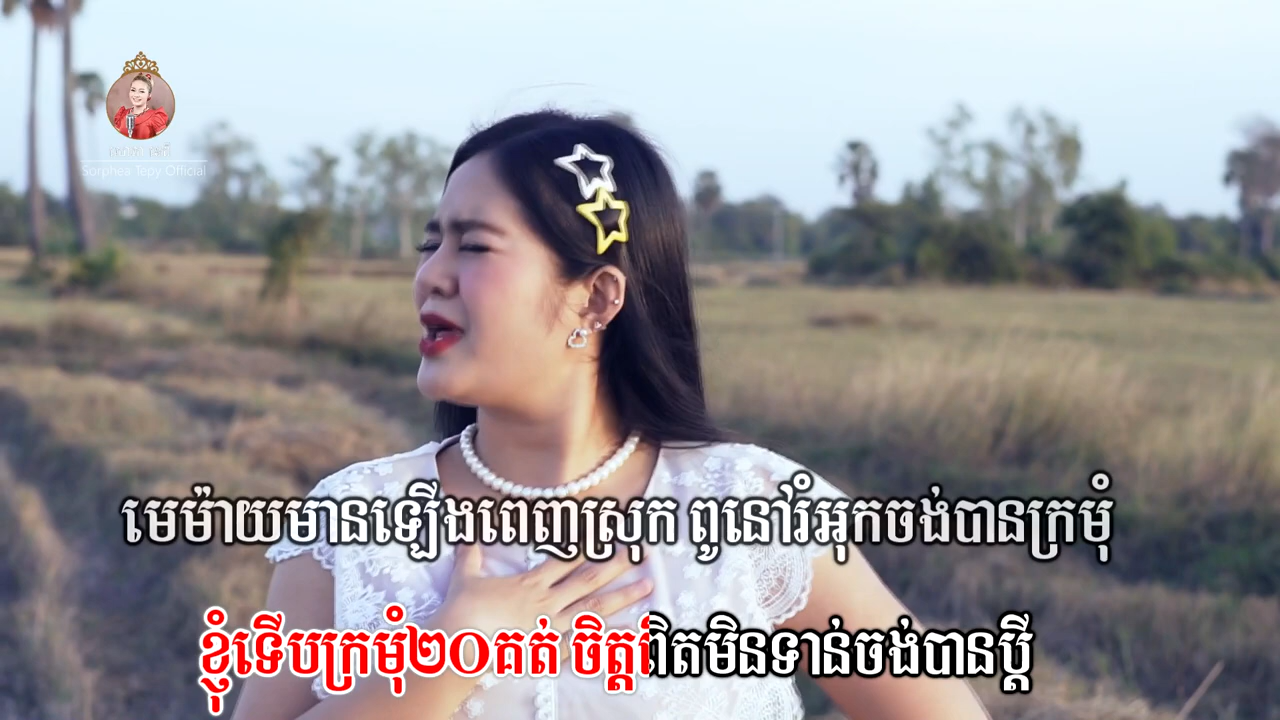 Sorphea Tepy Official
មេម៉ាយមានឡើងពេញស្រុក ពូនៅរំអុកចង់បានក្រមុំ
ខ្ញុំទើបក្រមុំ២០គត់ ចិត្តពិតមិនទាន់ចង់បានប្ដី